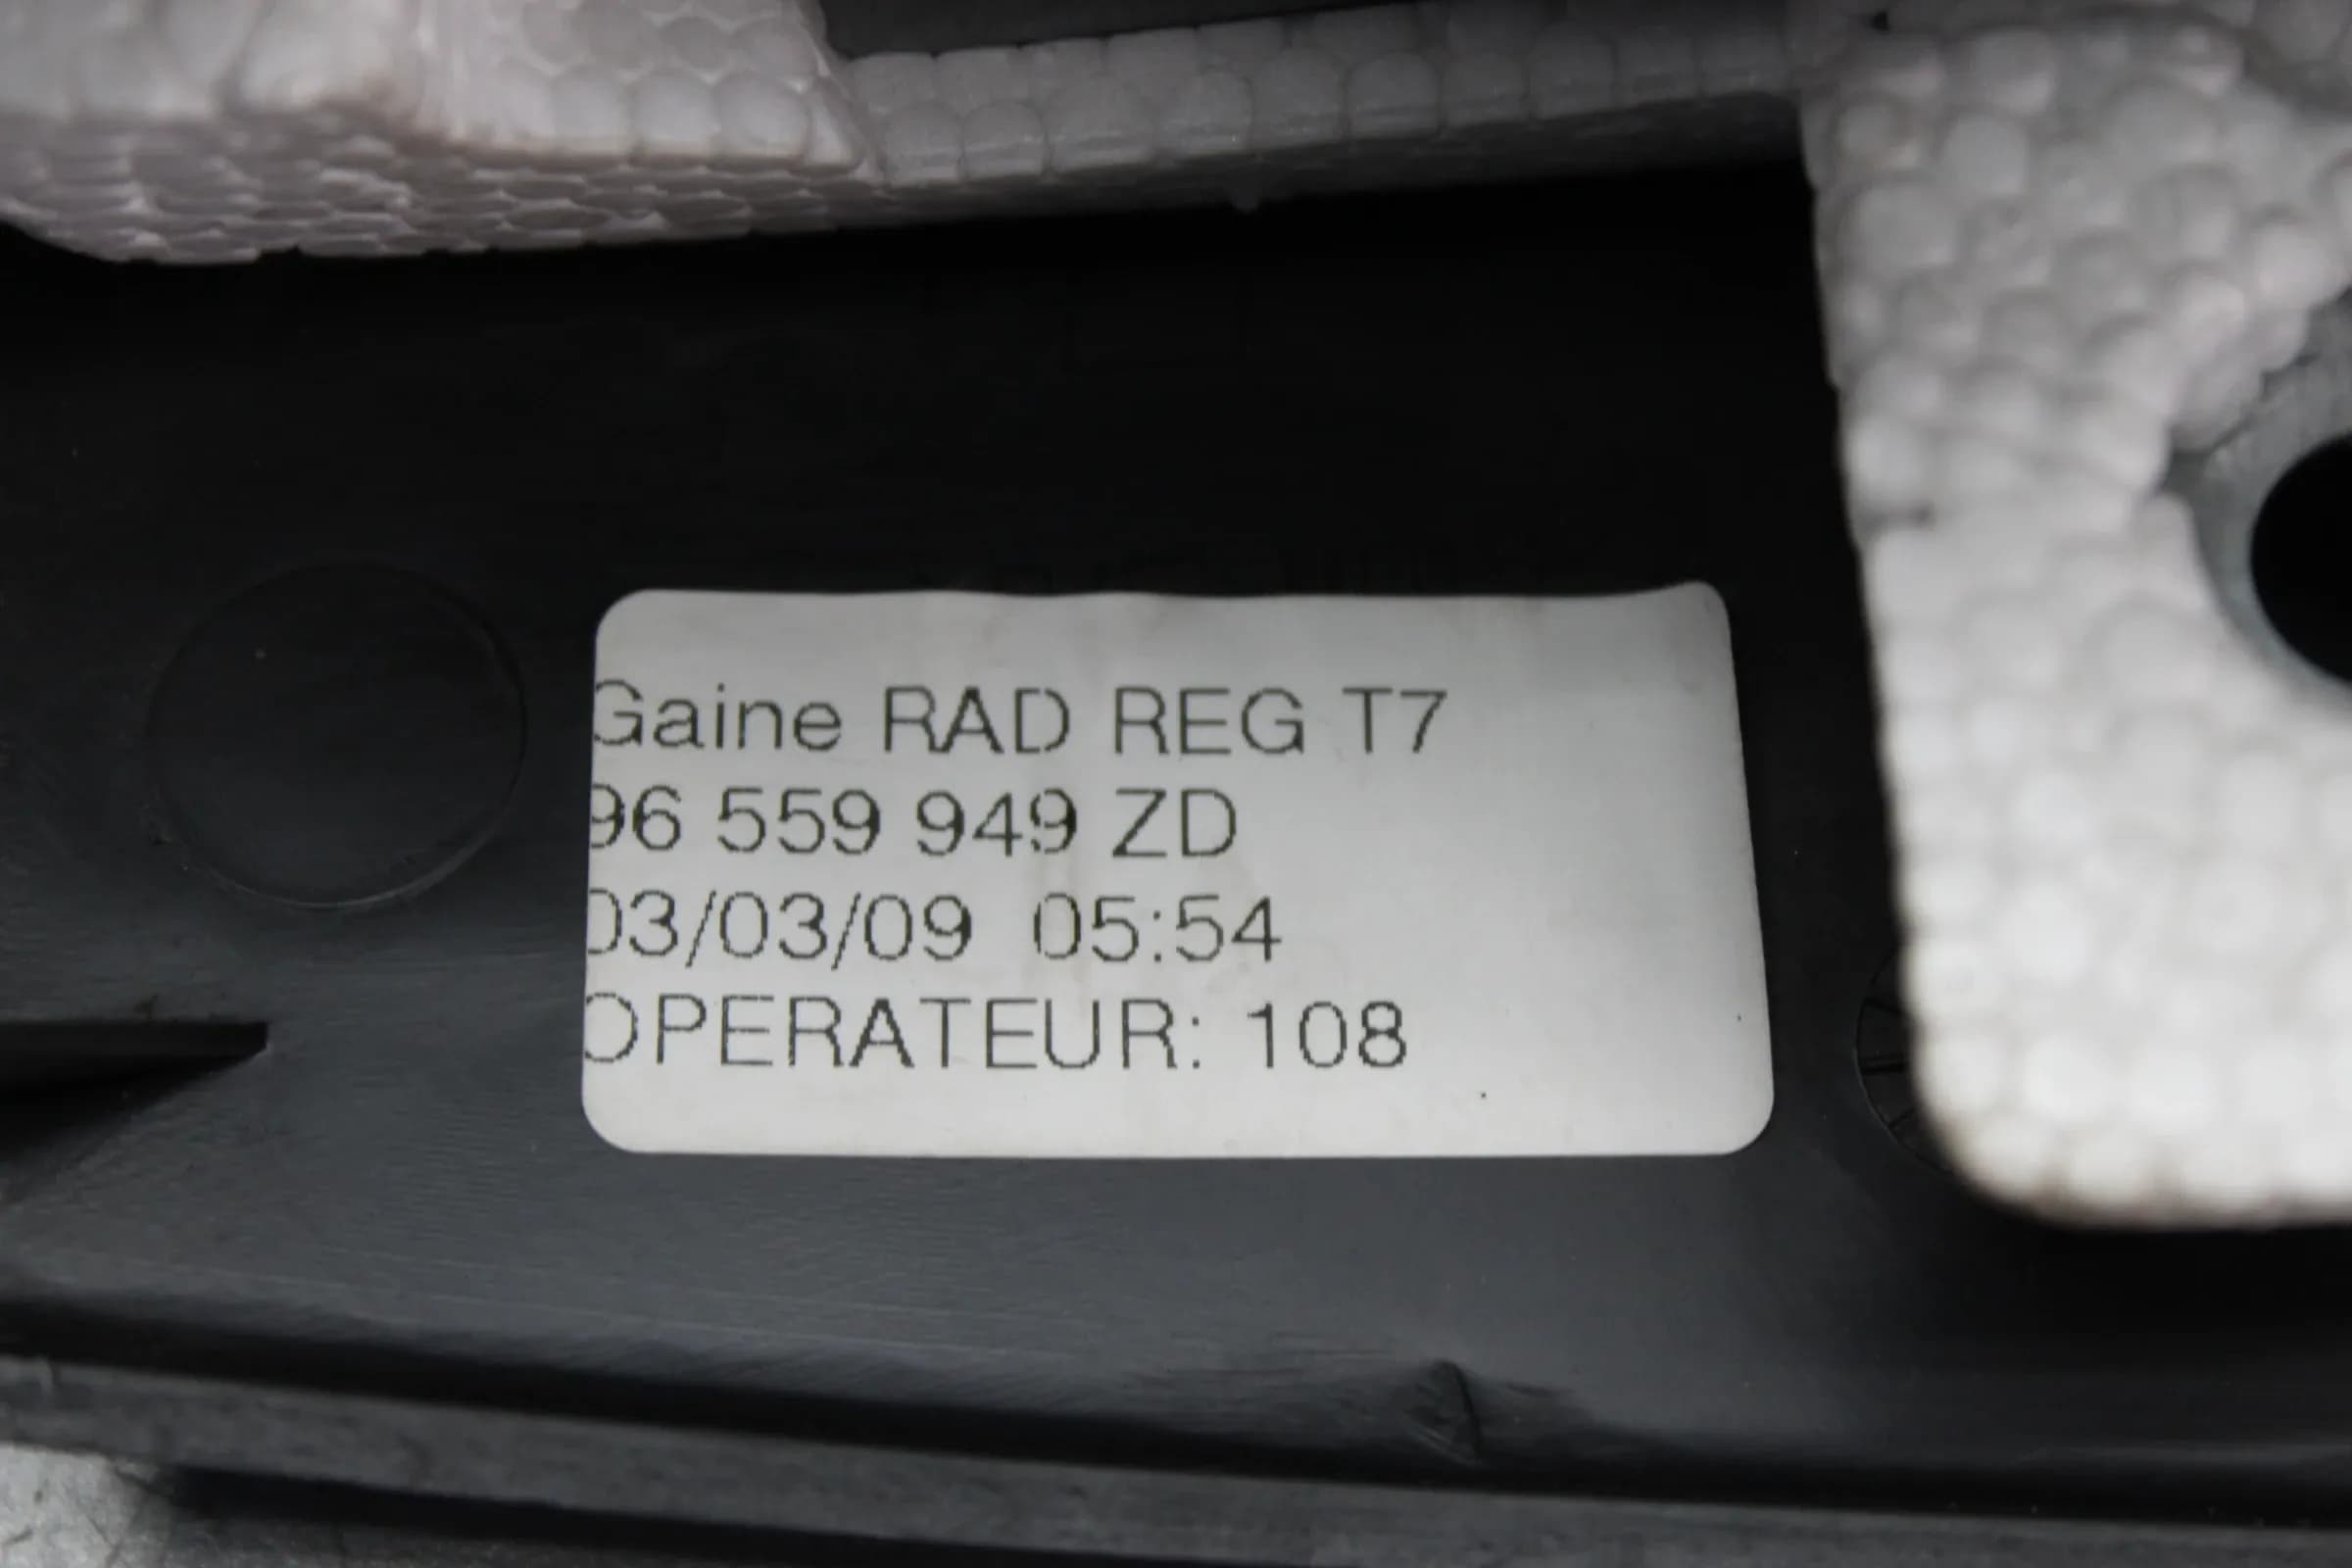 Gaine RAD REG T7
96 559 949 ZD
03/03/09 05:54
OPERATEUR: 108